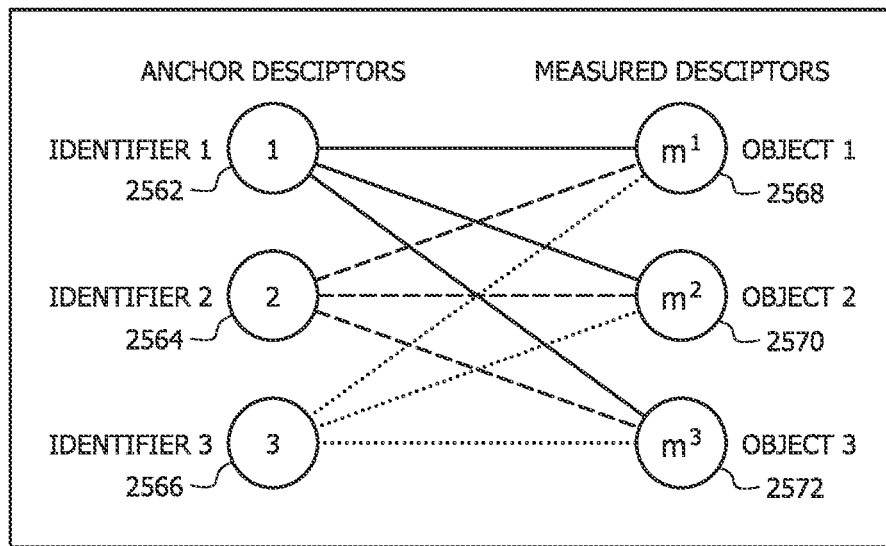 ANCHOR DESCIPTORS MEASURED DESCIPTORS
IDENTIFIER 1 1 m¹ OBJECT 1
2562 2568
IDENTIFIER 2 2 m² OBJECT 2
2564 2570
IDENTIFIER 3 3 m³ OBJECT 3
2566 2572